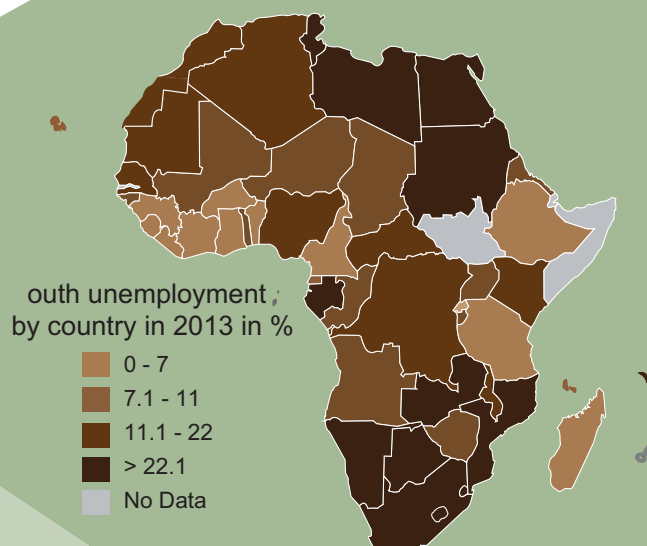 outh unemployment
by country in 2013 in %
0 - 7
7.1 - 11
11.1 - 22
> 22.1
No Data